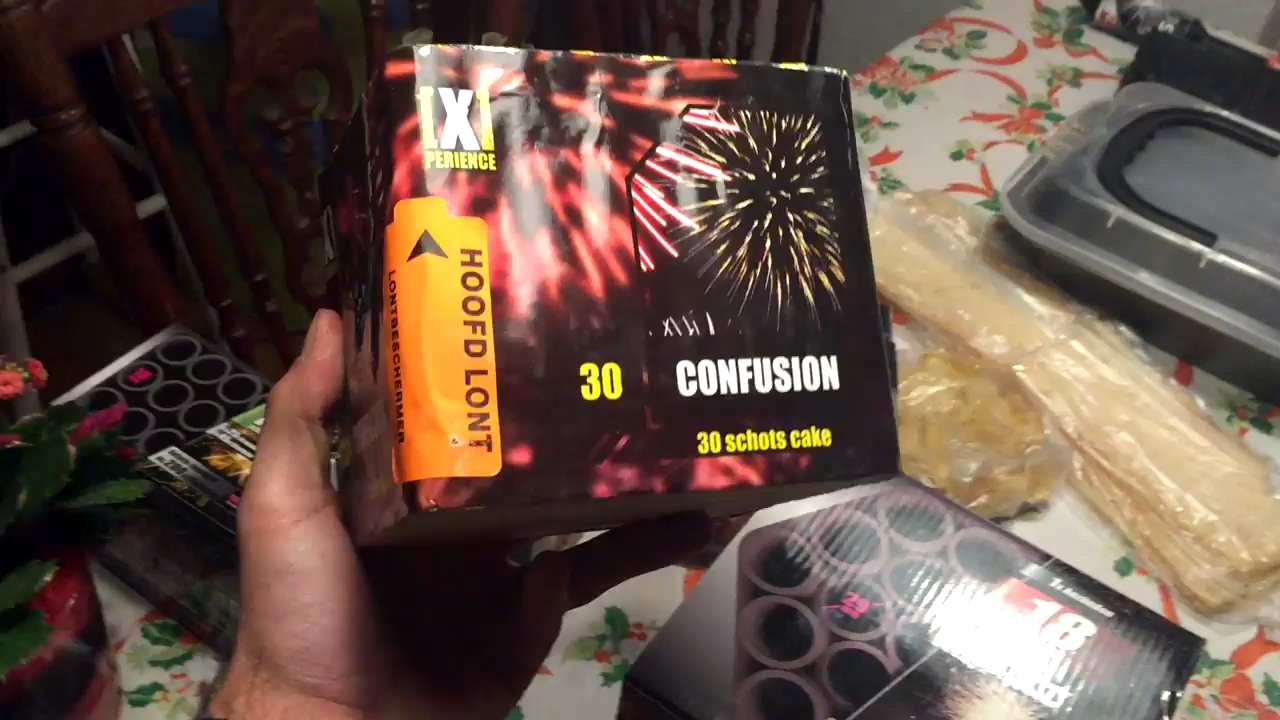 [X]
PERIENCE
HOOFD LONT
LONTBESCHERMER
30
CONFUSION
30 schots cake
18